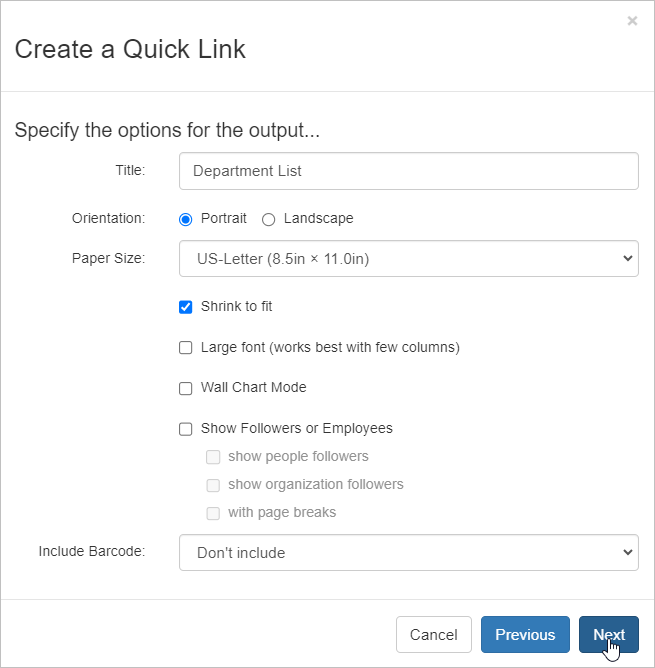 ×
Create a Quick Link
Specify the options for the output...
Title: Department List
Orientation: Portrait Landscape
Paper Size: US-Letter (8.5in × 11.0in)
Shrink to fit
Large font (works best with few columns)
Wall Chart Mode
Show Followers or Employees
show people followers
show organization followers
with page breaks
Include Barcode: Don't include
Cancel Previous Next